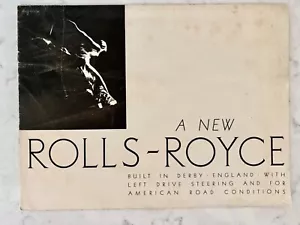 A NEW
ROLLS-ROYCE
BUILT IN DERBY · ENGLAND WITH
LEFT DRIVE STEERING AND FOR
AMERICAN ROAD CONDITIONS